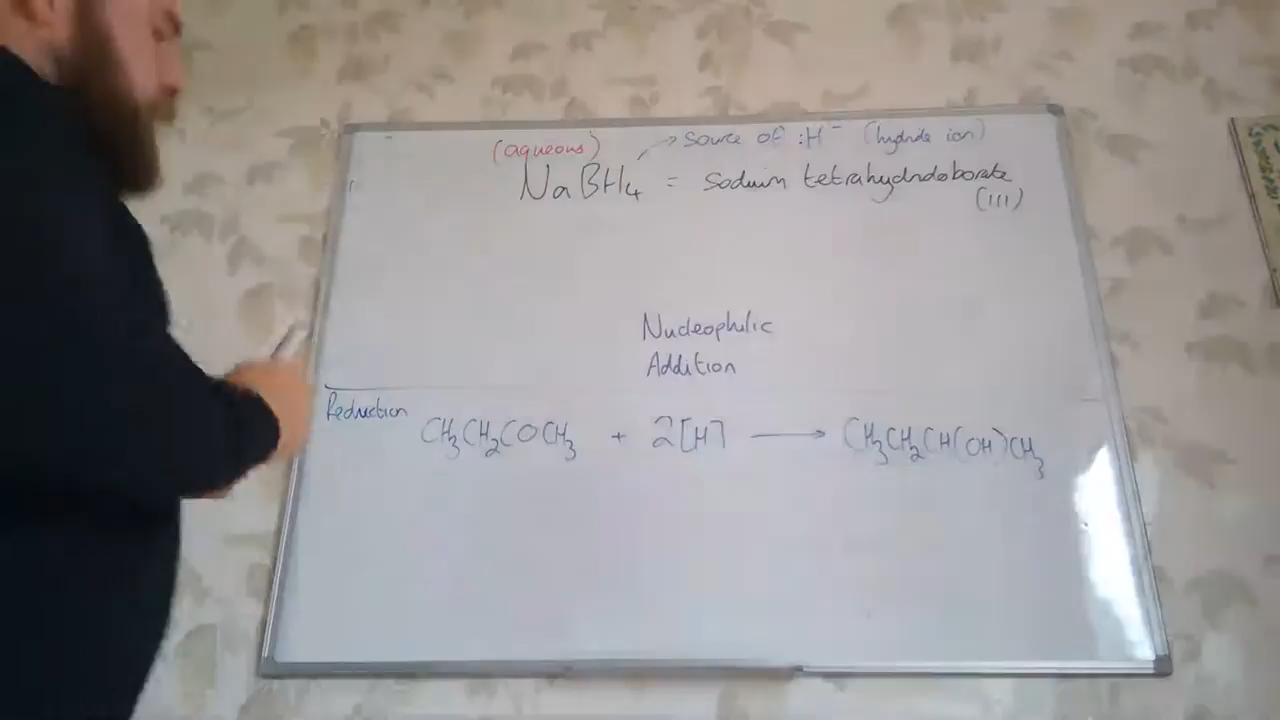 (aqueous) → source of :H⁻ (hydride ion)
NaBH₄ = Sodium tetrahydridoborate
(III)
Nucleophilic
Addition
Reduction
CH₃CH₂COCH₃ + 2[H] ⟶ CH₃CH₂CH(OH)CH₃